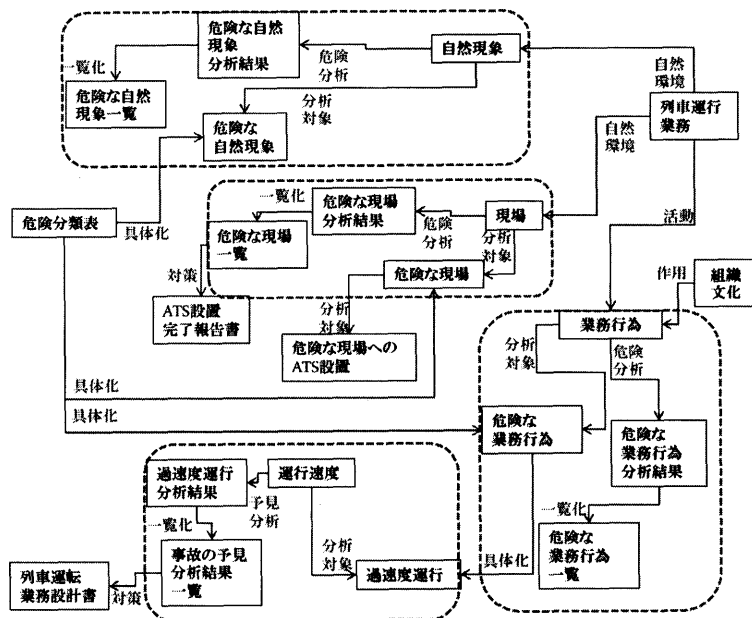 危険な自然
現象
分析結果
危険
分析
自然現象
一覧化
危険な自然
現象一覧
分析
対象
危険な
自然現象
自然
環境
列車運行
業務
自然
環境
活動
危険分類表
具体化
一覧化
危険な現場
分析結果
危険
分析
現場
分析
対象
危険な現場
一覧
危険な現場
対策
ATS設置
完了報告書
分析
対象
危険な現場への
ATS設置
作用
組織
文化
業務行為
分析
対象
危険
分析
具体化
具体化
危険な
業務行為
危険な
業務行為
分析結果
一覧化
危険な
業務行為
一覧
具体化
過速度運行
分析結果
運行速度
予見
分析
一覧化
事故の予見
分析結果
一覧
分析
対象
過速度運行
列車運転
業務設計書
対策